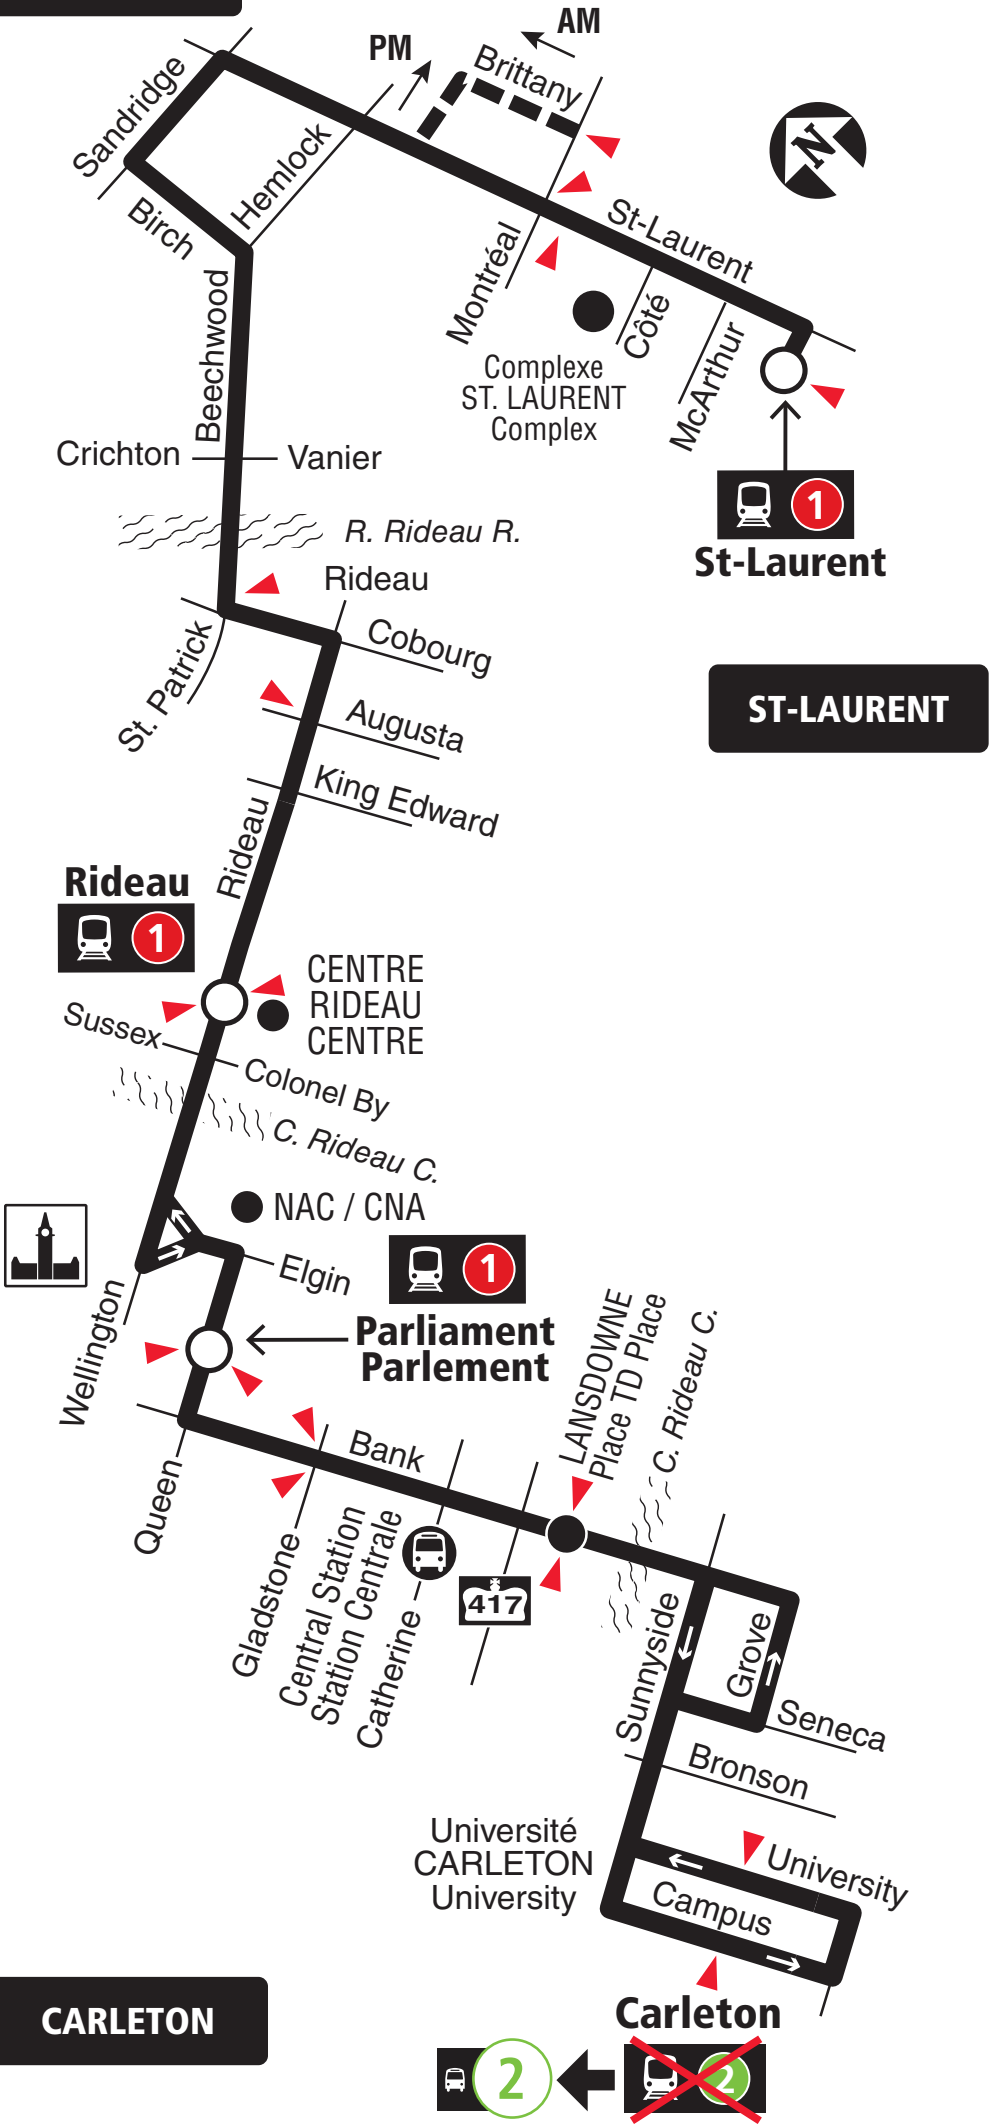 AM
PM
Brittany
Sandridge
Hemlock
N
Birch
St-Laurent
Montréal
Beechwood
Côté
McArthur
Complexe
ST. LAURENT
Complex
Crichton
Vanier
1
St-Laurent
R. Rideau R.
Rideau
Cobourg
St. Patrick
ST-LAURENT
Augusta
King Edward
Rideau
Rideau
1
CENTRE
RIDEAU
CENTRE
Sussex
Colonel By
C. Rideau C.
NAC / CNA
Elgin
1
Parliament
Parlement
Wellington
LANSDOWNE
Place TD Place
C. Rideau C.
Bank
Queen
Gladstone
Central Station
Station Centrale
Catherine
417
Sunnyside
Grove
Seneca
Bronson
Université
CARLETON
University
University
Campus
Carleton
CARLETON
2
2